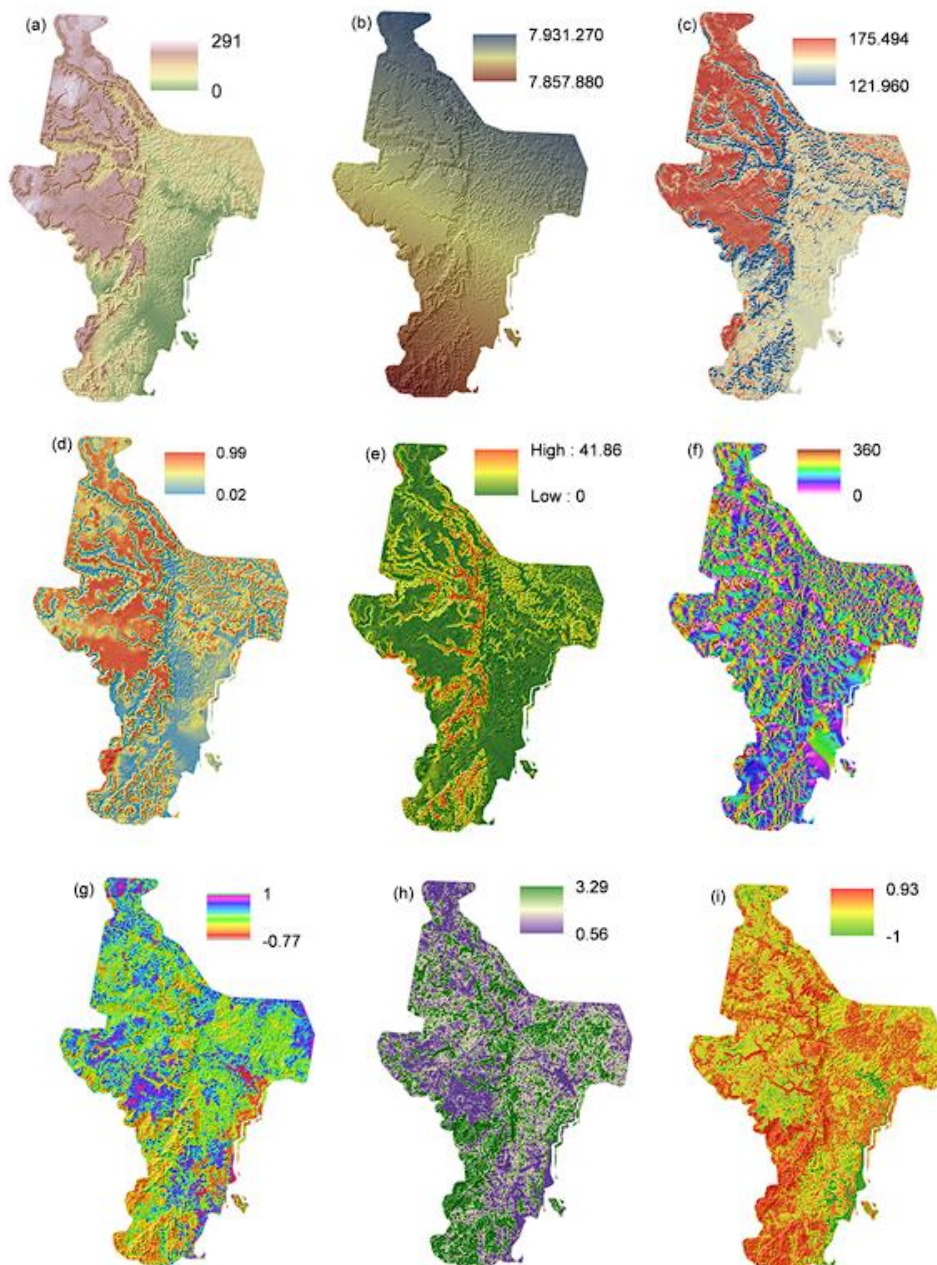 (a)
291
0
(b)
7.931.270
7.857.880
(c)
175.494
121.960
(d)
0.99
0.02
(e)
High : 41.86
Low : 0
(f)
360
0
(g)
1
-0.77
(h)
3.29
0.56
(i)
0.93
-1